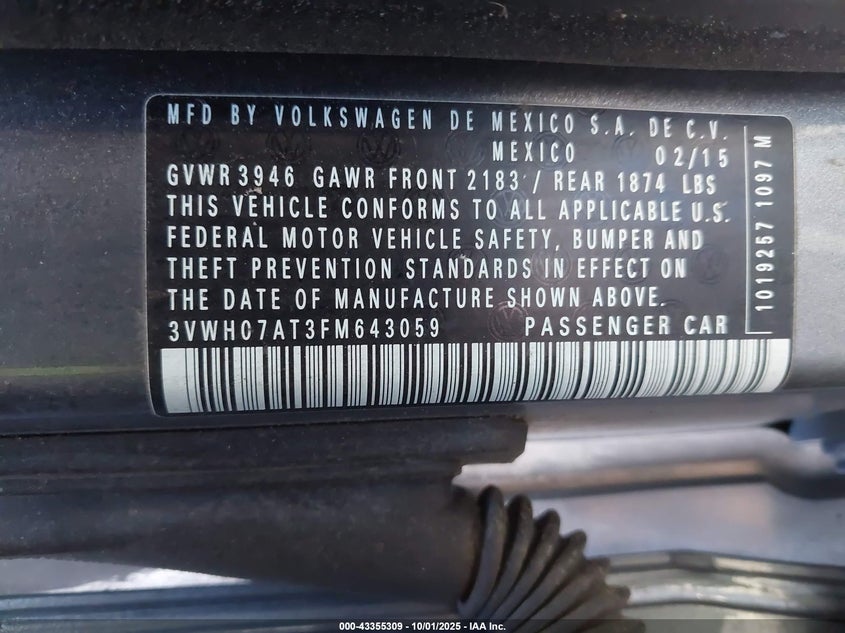 MFD BY VOLKSWAGEN DE MEXICO S.A. DE C.V.
MEXICO 02/15
GVWR 3946 GAWR FRONT 2183 / REAR 1874 LBS
THIS VEHICLE CONFORMS TO ALL APPLICABLE U.S.
FEDERAL MOTOR VEHICLE SAFETY, BUMPER AND
THEFT PREVENTION STANDARDS IN EFFECT ON
THE DATE OF MANUFACTURE SHOWN ABOVE.
3VWH07AT3FM643059 PASSENGER CAR
1019257 1097 M
000-43355309 - 10/01/2025 - IAA Inc.